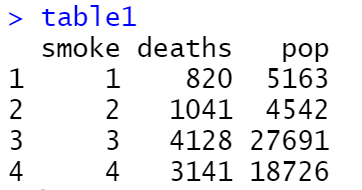 > table1
  smoke deaths   pop
1     1    820  5163
2     2   1041  4542
3     3   4128 27691
4     4   3141 18726